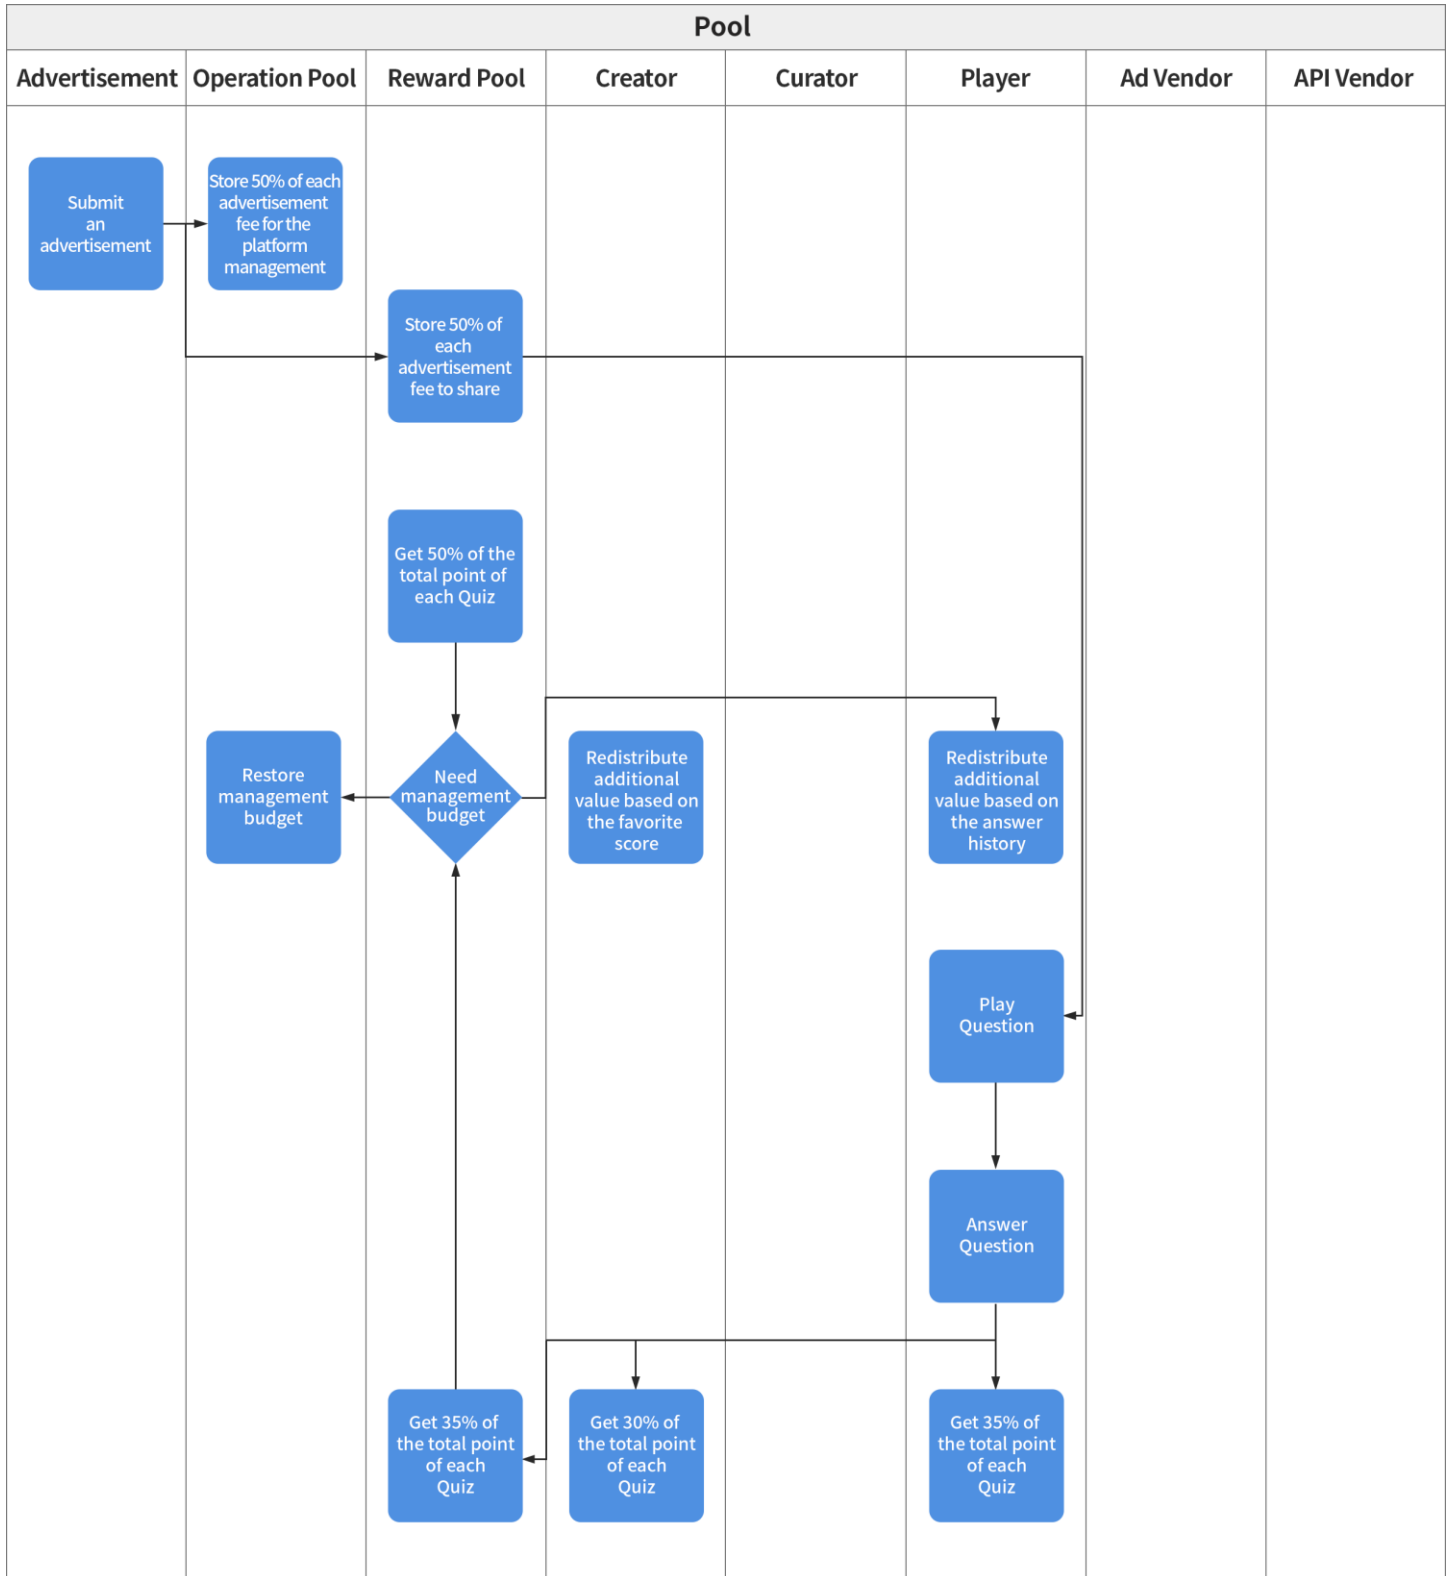 Pool
Advertisement
Operation Pool
Reward Pool
Creator
Curator
Player
Ad Vendor
API Vendor
Submit
an
advertisement
Store 50% of each
advertisement
fee for the
platform
management
Store 50% of
each
advertisement
fee to share
Get 50% of the
total point of
each Quiz
Restore
management
budget
Need
management
budget
Redistribute
additional
value based on
the favorite
score
Redistribute
additional
value based on
the answer
history
Play
Question
Answer
Question
Get 35% of
the total point
of each
Quiz
Get 30% of
the total point
of each
Quiz
Get 35% of
the total point
of each
Quiz